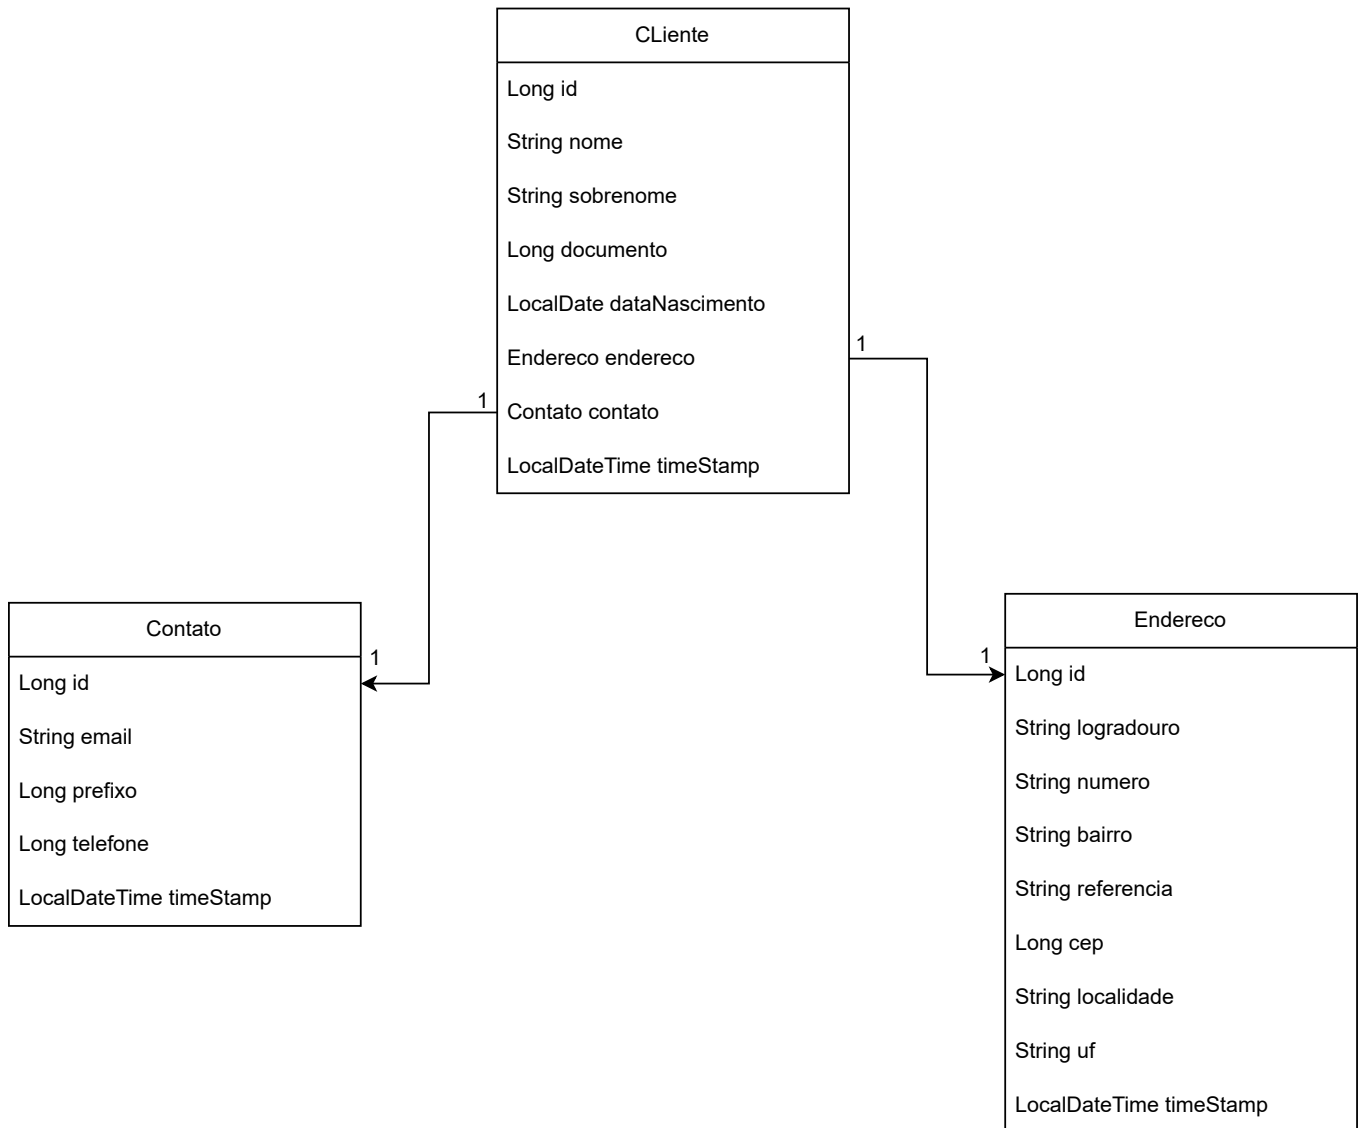 CLiente
Long id
String nome
String sobrenome
Long documento
LocalDate dataNascimento
Endereco endereco
Contato contato
LocalDateTime timeStamp
1
1
Contato
1
Long id
String email
Long prefixo
Long telefone
LocalDateTime timeStamp
Endereco
1
Long id
String logradouro
String numero
String bairro
String referencia
Long cep
String localidade
String uf
LocalDateTime timeStamp